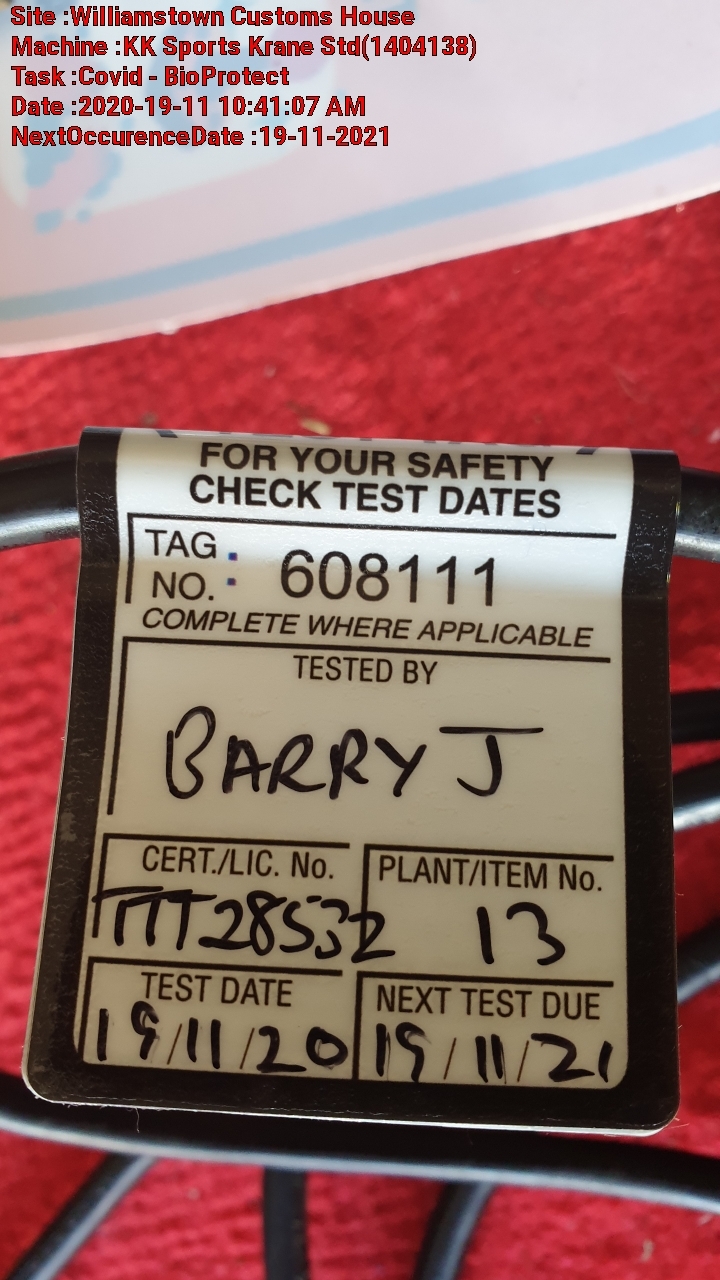 Site :Williamstown Customs House
Machine :KK Sports Krane Std(1404138)
Task :Covid - BioProtect
Date :2020-19-11 10:41:07 AM
NextOccurenceDate :19-11-2021
FOR YOUR SAFETY
CHECK TEST DATES
TAG NO. : 608111
COMPLETE WHERE APPLICABLE
TESTED BY
BARRY J
CERT./LIC. No.
TTT28532
PLANT/ITEM No.
13
TEST DATE
19/11/20
NEXT TEST DUE
19/11/21